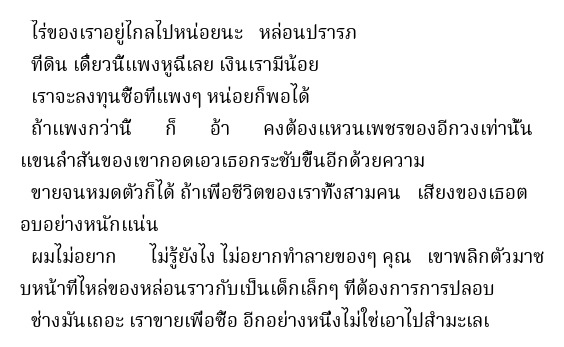 ไร่ของเราอยู่ไกลไปหน่อยนะ หล่อนปรารภ
ที่ดิน เดี๋ยวนี้แพงหูฉี่เลย เงินเรามีน้อย
เราจะลงทุนซื้อที่แพงๆ หน่อยก็พอได้
ถ้าแพงกว่านี้ ก็ อ้า คงต้องแหวนเพชรของอีกวงเท่านั้น
แขนลำสันของเขากอดเอวเธอกระชับขึ้นอีกด้วยความ
ขายจนหมดตัวก็ได้ ถ้าเพื่อชีวิตของเราทั้งสามคน เสียงของเธอต
อบอย่างหนักแน่น
ผมไม่อยาก ไม่รู้ยังไง ไม่อยากทำลายของๆ คุณ เขาพลิกตัวมาซ
บหน้าที่ไหล่ของหล่อนราวกับเป็นเด็กเล็กๆ ที่ต้องการการปลอบ
ช่างมันเถอะ เราขายเพื่อซื้อ อีกอย่างหนึ่งไม่ใช่เอาไปสำมะเลเ